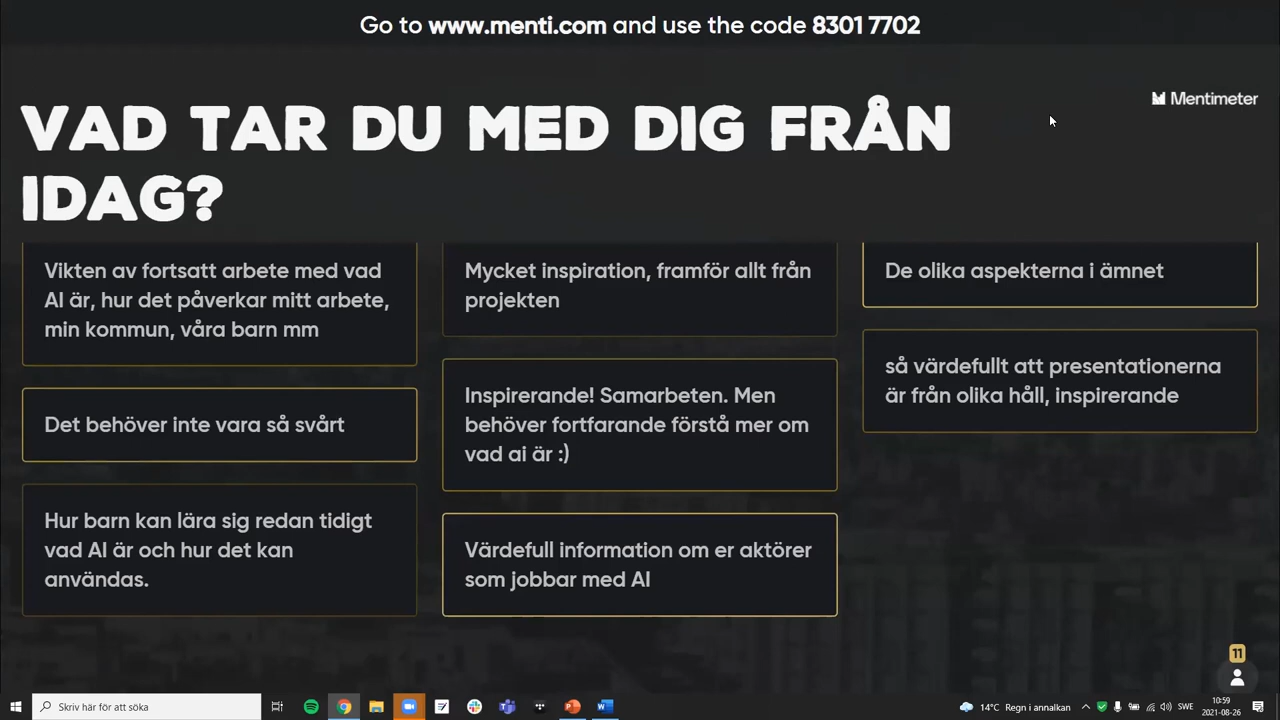 Go to www.menti.com and use the code 8301 7702
Mentimeter
VAD TAR DU MED DIG FRÅN
IDAG?
Vikten av fortsatt arbete med vad
AI är, hur det påverkar mitt arbete,
min kommun, våra barn mm
Det behöver inte vara så svårt
Hur barn kan lära sig redan tidigt
vad AI är och hur det kan
användas.
Mycket inspiration, framför allt från
projekten
Inspirerande! Samarbeten. Men
behöver fortfarande förstå mer om
vad ai är :)
Värdefull information om er aktörer
som jobbar med AI
De olika aspekterna i ämnet
så värdefullt att presentationerna
är från olika håll, inspirerande
11
Skriv här för att söka
14°C Regn i annalkan
SWE
10:59
2021-08-26